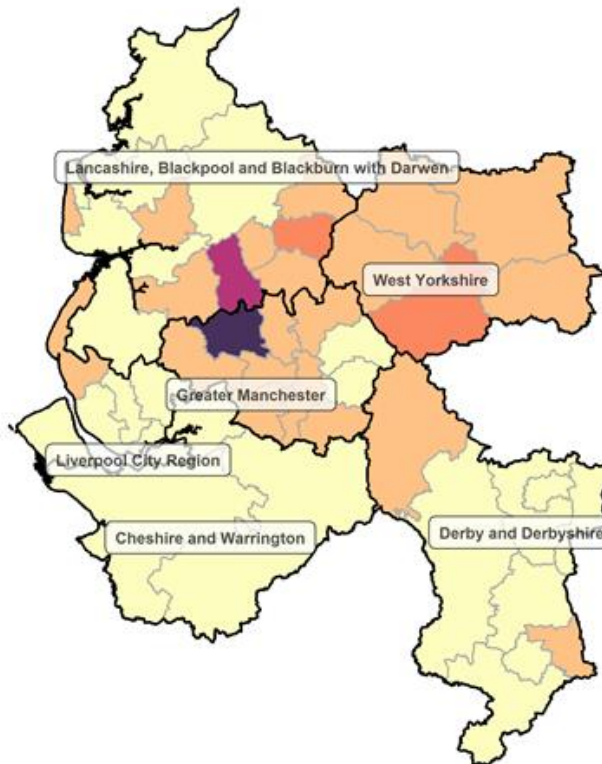 Lancashire, Blackpool and Blackburn with Darwen
West Yorkshire
Greater Manchester
Liverpool City Region
Cheshire and Warrington
Derby and Derbyshire